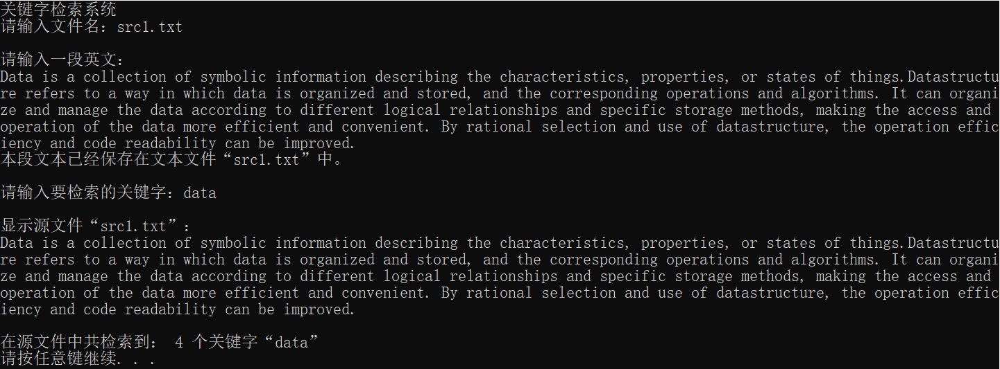 关键字检索系统
请输入文件名：src1.txt
请输入一段英文：
Data is a collection of symbolic information describing the characteristics, properties, or states of things.Datastructu
re refers to a way in which data is organized and stored, and the corresponding operations and algorithms. It can organi
ze and manage the data according to different logical relationships and specific storage methods, making the access and
operation of the data more efficient and convenient. By rational selection and use of datastructure, the operation effic
iency and code readability can be improved.
本段文本已经保存在文本文件“src1.txt”中。
请输入要检索的关键字：data
显示源文件“src1.txt”：
Data is a collection of symbolic information describing the characteristics, properties, or states of things.Datastructu
re refers to a way in which data is organized and stored, and the corresponding operations and algorithms. It can organi
ze and manage the data according to different logical relationships and specific storage methods, making the access and
operation of the data more efficient and convenient. By rational selection and use of datastructure, the operation effic
iency and code readability can be improved.
在源文件中共检索到： 4 个关键字“data”
请按任意键继续. . .